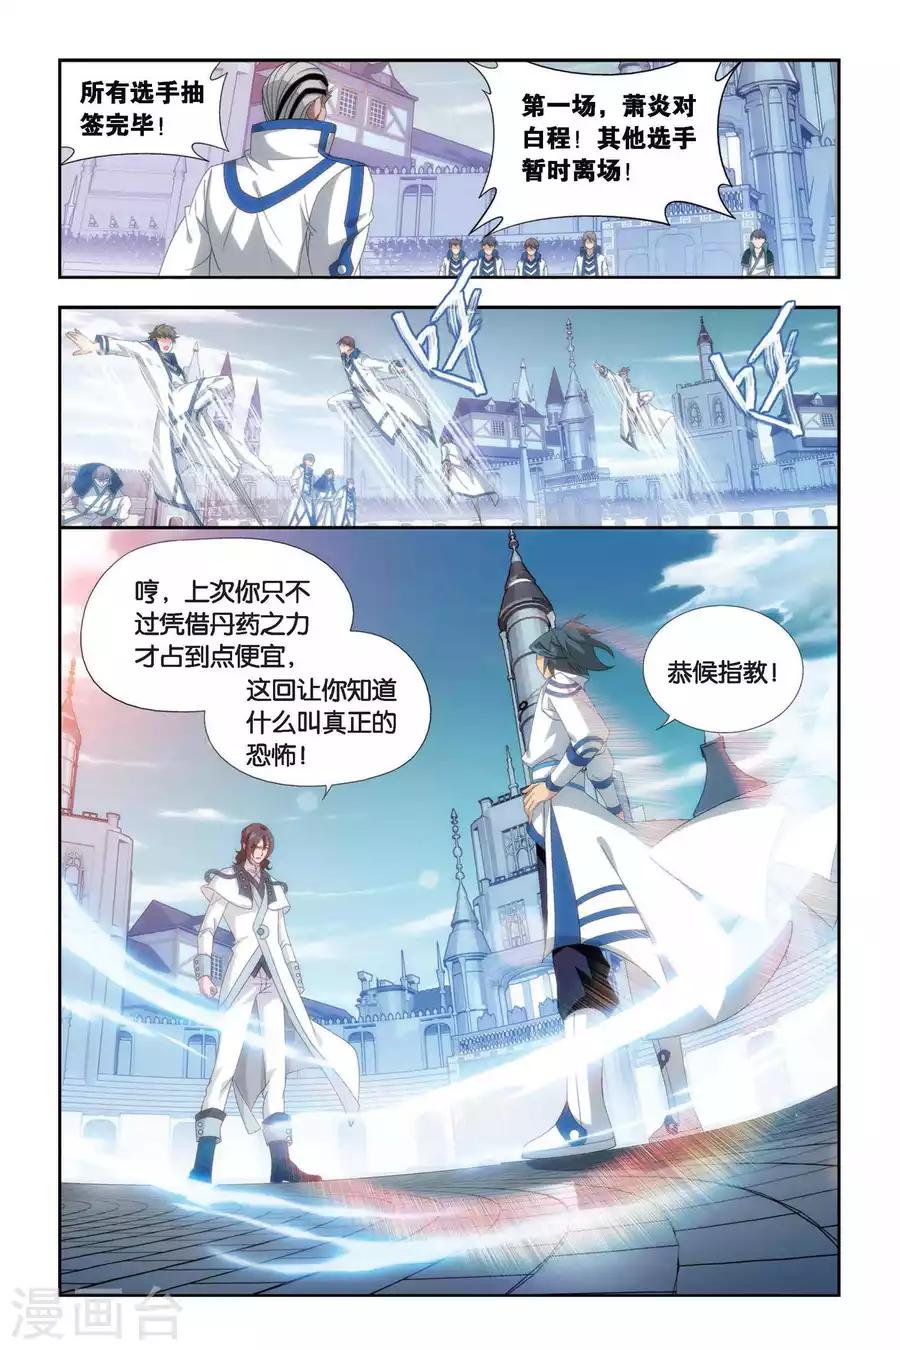 所有选手抽
签完毕！
第一场，萧炎对
白程！其他选手
暂时离场！
咚
咚
哼，上次你只不
过凭借丹药之力
才占到点便宜，
这回让你知道
什么叫真正的
恐怖！
恭候指教！
漫画台